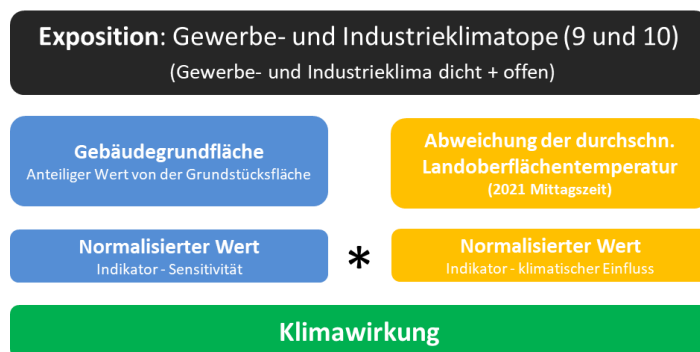 Exposition: Gewerbe- und Industrieklimatope (9 und 10)
(Gewerbe- und Industrieklima dicht + offen)
Gebäudegrundfläche
Anteiliger Wert von der Grundstücksfläche
Abweichung der durchschn.
Landoberflächentemperatur
(2021 Mittagszeit)
Normalisierter Wert
Indikator - Sensitivität
*
Normalisierter Wert
Indikator - klimatischer Einfluss
Klimawirkung